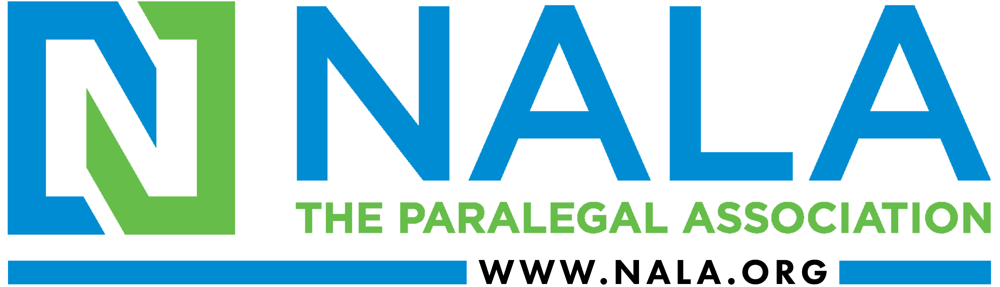 NALA
THE PARALEGAL ASSOCIATION
WWW.NALA.ORG